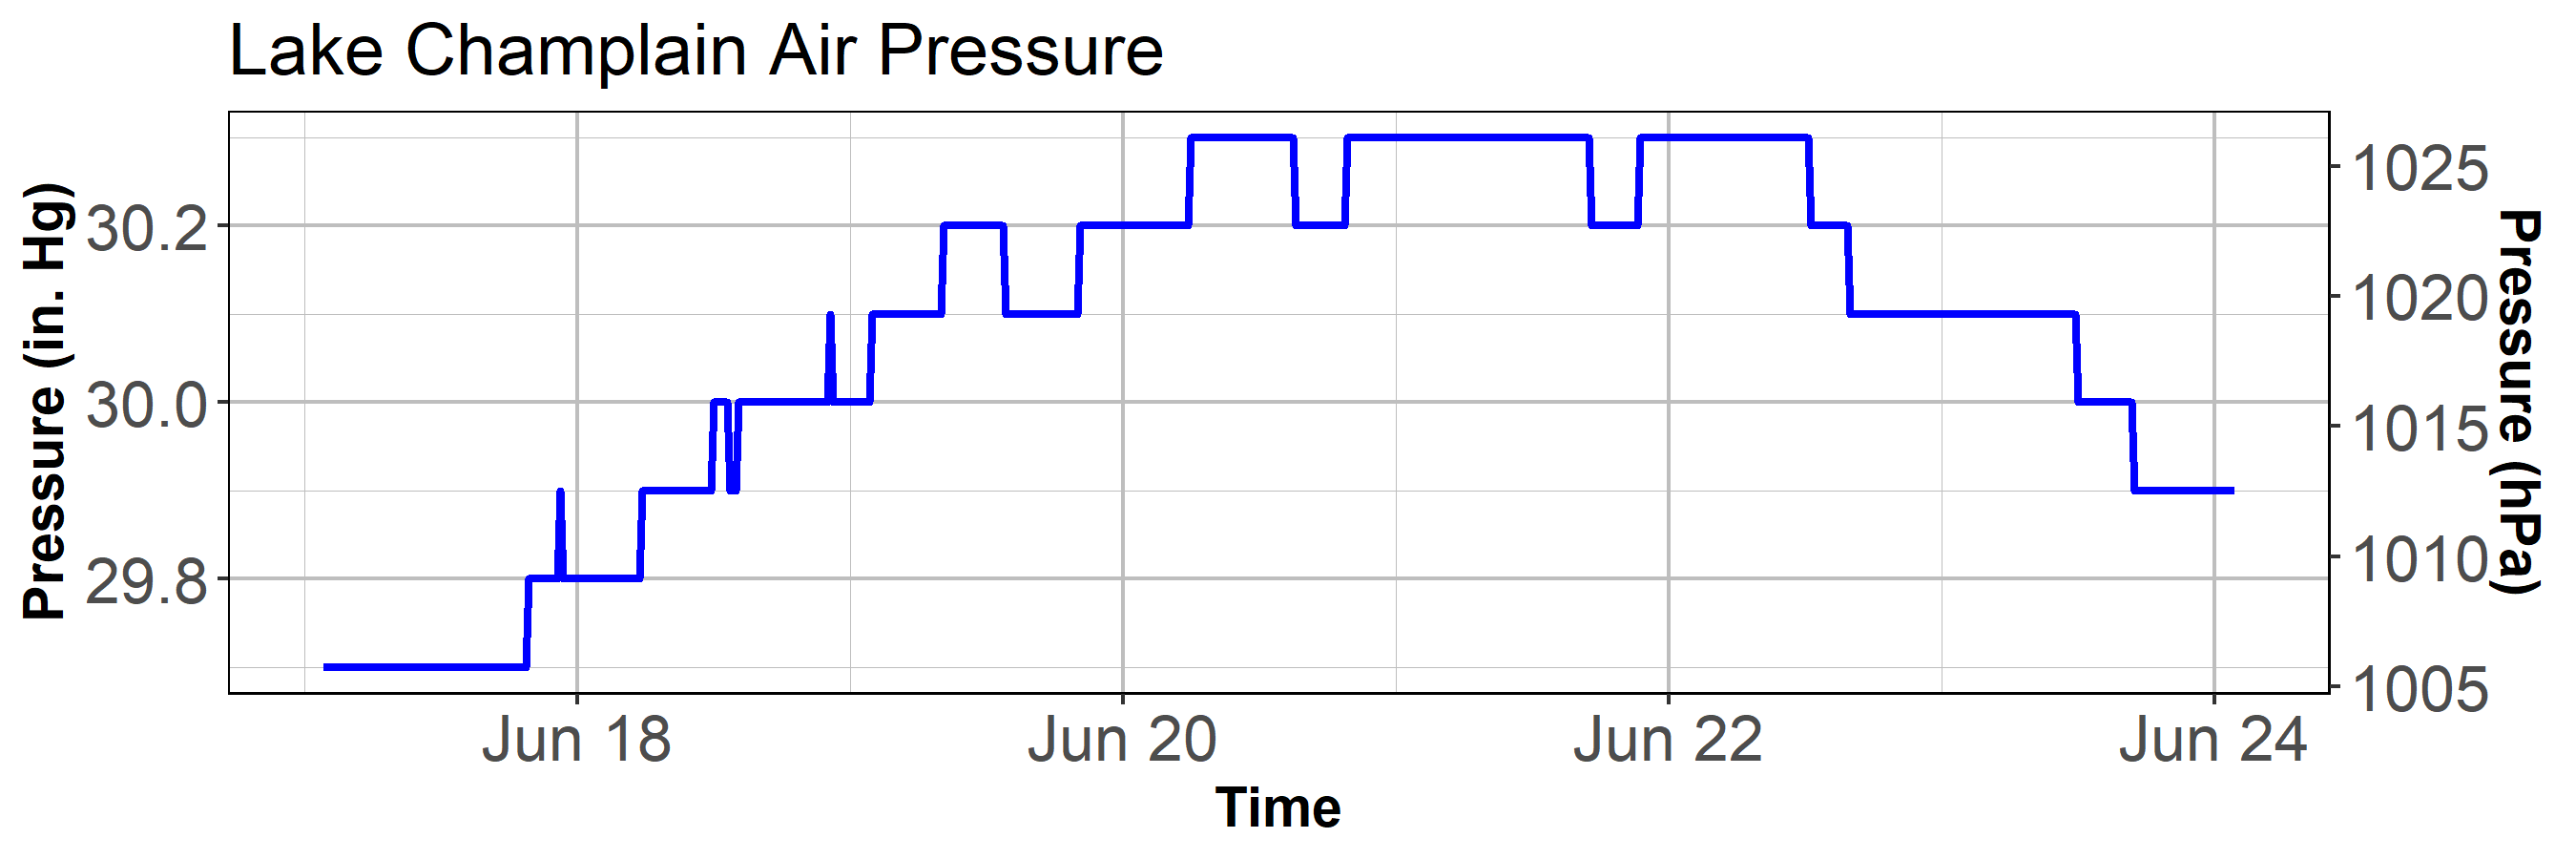 Lake Champlain Air Pressure
Pressure (in. Hg)
30.2
30.0
29.8
1025
1020
1015
1010
1005
Pressure (hPa)
Jun 18
Jun 20
Jun 22
Jun 24
Time